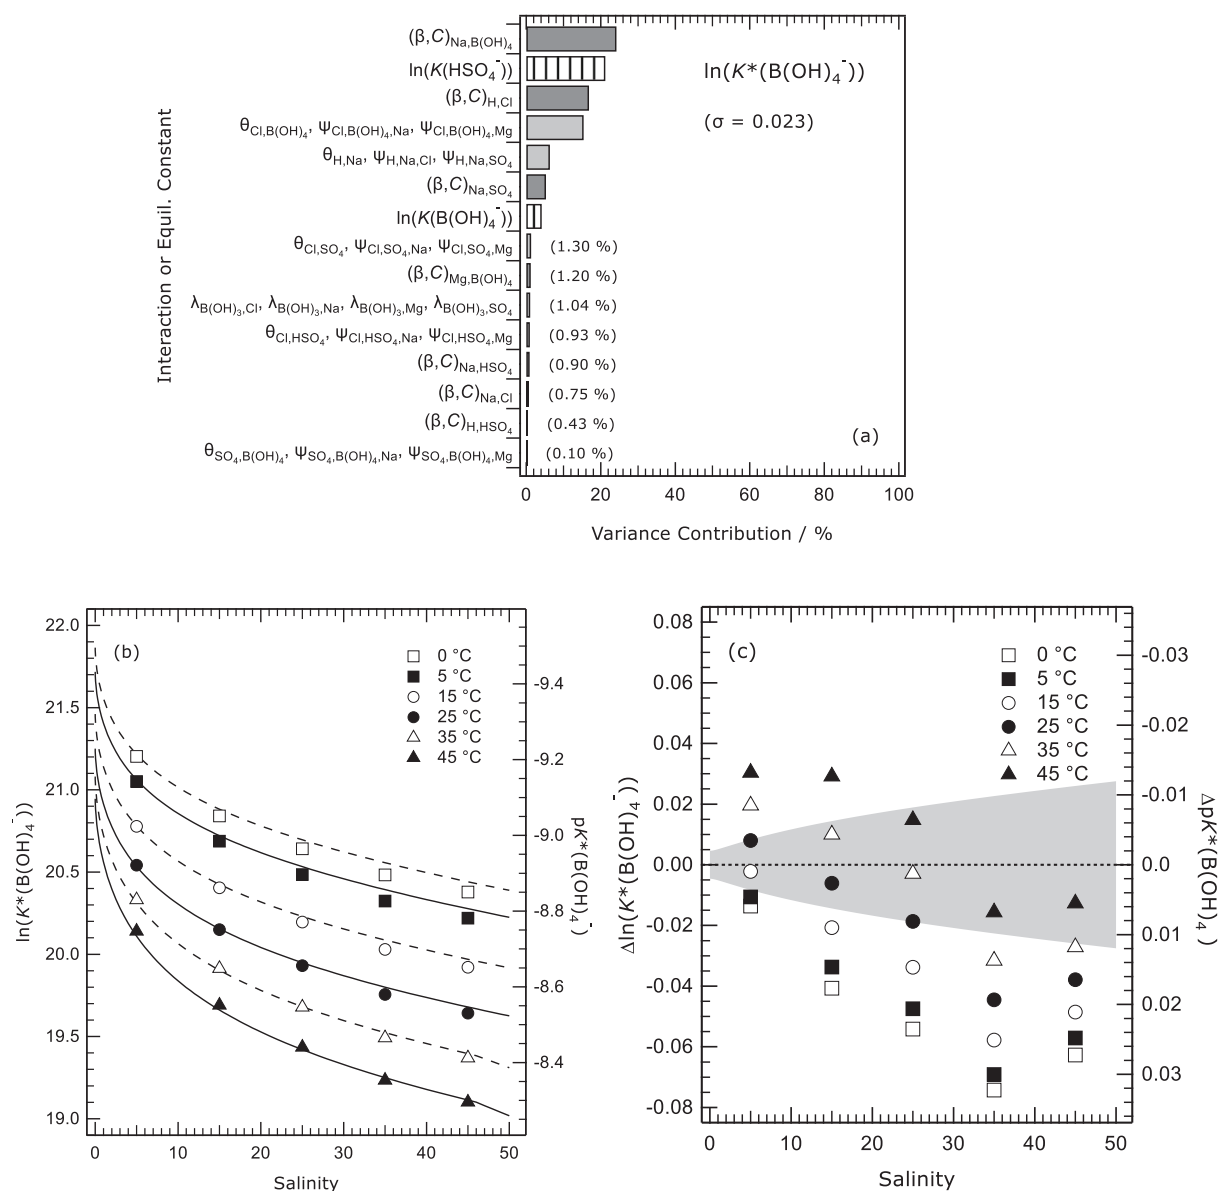 (β,C)Na,B(OH)4
ln(K(HSO4-))
(β,C)H,Cl
θCl,B(OH)4, ψCl,B(OH)4,Na, ψCl,B(OH)4,Mg
θH,Na, ψH,Na,Cl, ψH,Na,SO4
(β,C)Na,SO4
ln(K(B(OH)4-))
θCl,SO4, ψCl,SO4,Na, ψCl,SO4,Mg (1.30 %)
(β,C)Mg,B(OH)4 (1.20 %)
λB(OH)3,Cl, λB(OH)3,Na, λB(OH)3,Mg, λB(OH)3,SO4 (1.04 %)
θCl,HSO4, ψCl,HSO4,Na, ψCl,HSO4,Mg (0.93 %)
(β,C)Na,HSO4 (0.90 %)
(β,C)Na,Cl (0.75 %)
(β,C)H,HSO4 (0.43 %)
θSO4,B(OH)4, ψSO4,B(OH)4,Na, ψSO4,B(OH)4,Mg (0.10 %)
Interaction or Equil. Constant
ln(K*(B(OH)4-))
(σ = 0.023)
(a)
0 20 40 60 80 100
Variance Contribution / %
(b)
22.0
21.5
21.0
20.5
20.0
19.5
19.0
ln(K*(B(OH)4-))
0 °C
5 °C
15 °C
25 °C
35 °C
45 °C
-9.4
-9.2
-9.0
-8.8
-8.6
-8.4
pK*(B(OH)4-)
0 10 20 30 40 50
Salinity
(c)
0.08
0.06
0.04
0.02
0.00
-0.02
-0.04
-0.06
-0.08
Δln(K*(B(OH)4-))
0 °C
5 °C
15 °C
25 °C
35 °C
45 °C
-0.03
-0.02
-0.01
0.0
0.01
0.02
0.03
ΔpK*(B(OH)4-)
0 10 20 30 40 50
Salinity